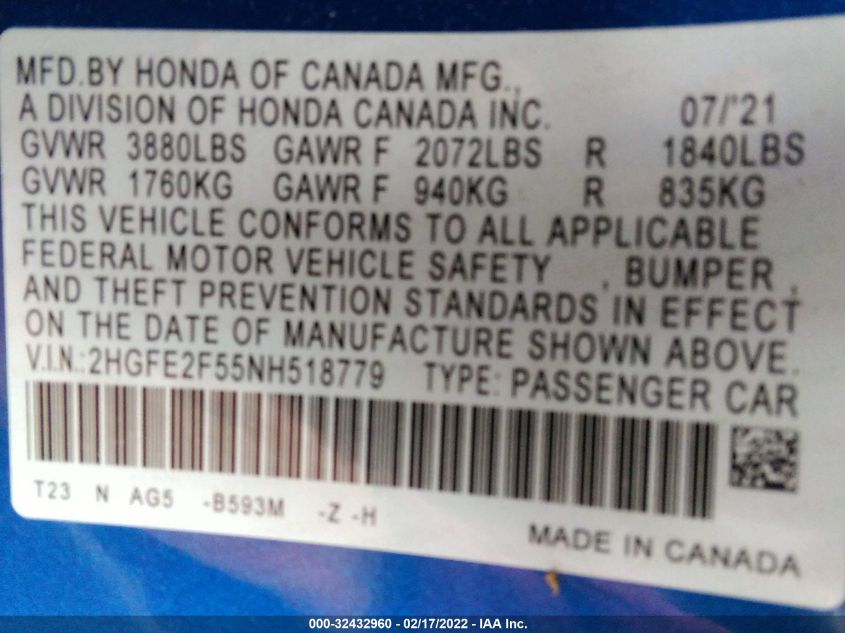 MFD.BY HONDA OF CANADA MFG.,
A DIVISION OF HONDA CANADA INC. 07/'21
GVWR 3880LBS GAWR F 2072LBS R 1840LBS
GVWR 1760KG GAWR F 940KG R 835KG
THIS VEHICLE CONFORMS TO ALL APPLICABLE
FEDERAL MOTOR VEHICLE SAFETY , BUMPER ,
AND THEFT PREVENTION STANDARDS IN EFFECT
ON THE DATE OF MANUFACTURE SHOWN ABOVE.
V.I.N.:2HGFE2F55NH518779 TYPE: PASSENGER CAR
T23 N AG5 -B593M -Z -H
MADE IN CANADA
000-32432960 - 02/17/2022 - IAA Inc.